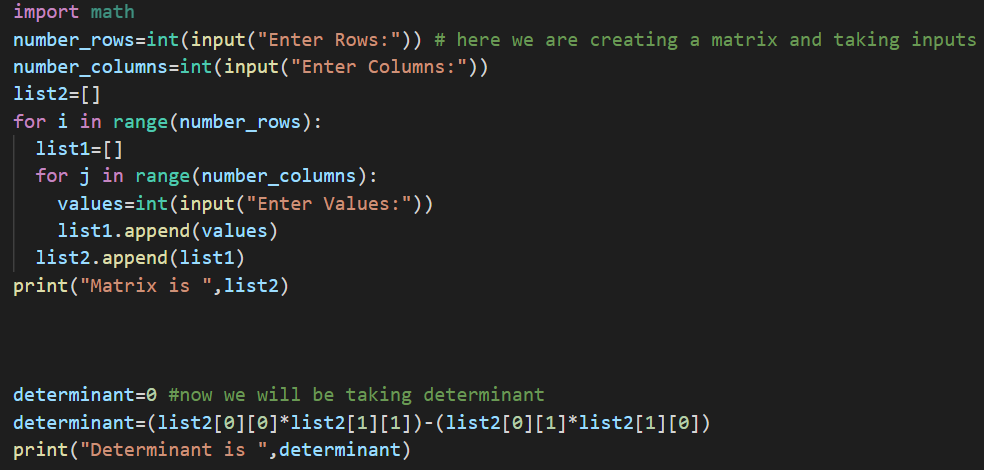 import math
number_rows=int(input("Enter Rows:")) # here we are creating a matrix and taking inputs
number_columns=int(input("Enter Columns:"))
list2=[]
for i in range(number_rows):
  list1=[]
  for j in range(number_columns):
    values=int(input("Enter Values:"))
    list1.append(values)
  list2.append(list1)
print("Matrix is ",list2)
determinant=0 #now we will be taking determinant
determinant=(list2[0][0]*list2[1][1])-(list2[0][1]*list2[1][0])
print("Determinant is ",determinant)